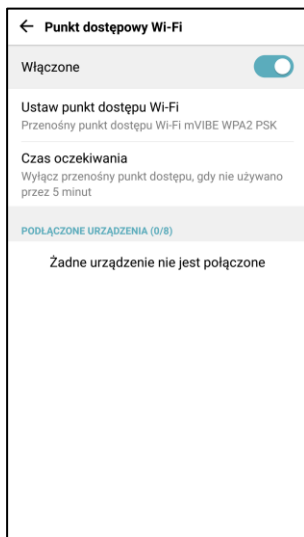 Punkt dostępowy Wi-Fi
Włączone
Ustaw punkt dostępu Wi-Fi
Przenośny punkt dostępu Wi-Fi mVIBE WPA2 PSK
Czas oczekiwania
Wyłącz przenośny punkt dostępu, gdy nie używano
przez 5 minut
PODŁĄCZONE URZĄDZENIA (0/8)
Żadne urządzenie nie jest połączone